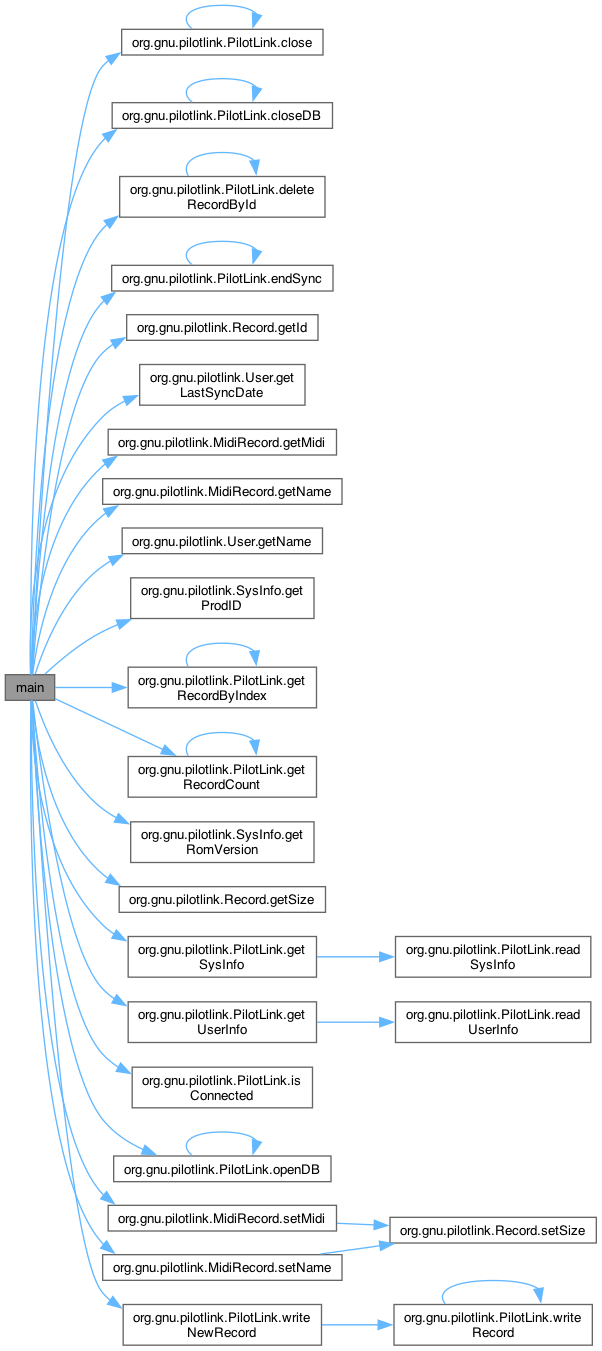 org.gnu.pilotlink.PilotLink.close
org.gnu.pilotlink.PilotLink.closeDB
org.gnu.pilotlink.PilotLink.delete
RecordById
org.gnu.pilotlink.PilotLink.endSync
org.gnu.pilotlink.Record.getId
org.gnu.pilotlink.User.get
LastSyncDate
org.gnu.pilotlink.MidiRecord.getMidi
org.gnu.pilotlink.MidiRecord.getName
org.gnu.pilotlink.User.getName
org.gnu.pilotlink.SysInfo.get
ProdID
main
org.gnu.pilotlink.PilotLink.get
RecordByIndex
org.gnu.pilotlink.PilotLink.get
RecordCount
org.gnu.pilotlink.SysInfo.get
RomVersion
org.gnu.pilotlink.Record.getSize
org.gnu.pilotlink.PilotLink.get
SysInfo
org.gnu.pilotlink.PilotLink.read
SysInfo
org.gnu.pilotlink.PilotLink.get
UserInfo
org.gnu.pilotlink.PilotLink.read
UserInfo
org.gnu.pilotlink.PilotLink.is
Connected
org.gnu.pilotlink.PilotLink.openDB
org.gnu.pilotlink.MidiRecord.setMidi
org.gnu.pilotlink.Record.setSize
org.gnu.pilotlink.MidiRecord.setName
org.gnu.pilotlink.PilotLink.write
NewRecord
org.gnu.pilotlink.PilotLink.write
Record